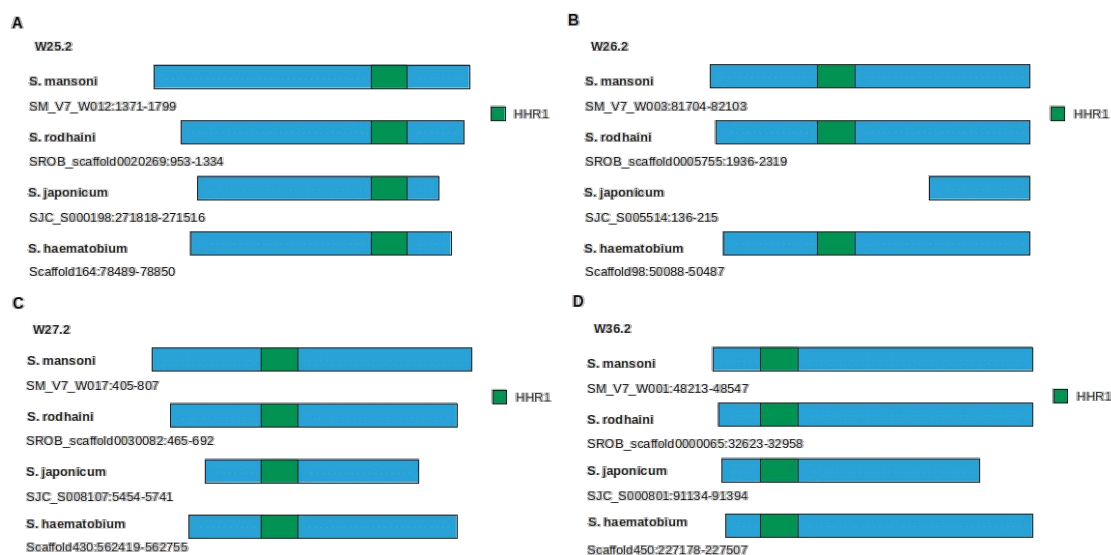 A
W25.2
S. mansoni
SM_V7_W012:1371-1799
S. rodhaini
SROB_scaffold0020269:953-1334
S. japonicum
SJC_S000198:271818-271516
S. haematobium
Scaffold164:78489-78850
HHR1
B
W26.2
S. mansoni
SM_V7_W003:81704-82103
S. rodhaini
SROB_scaffold0005755:1936-2319
S. japonicum
SJC_S005514:136-215
S. haematobium
Scaffold98:50088-50487
HHR1
C
W27.2
S. mansoni
SM_V7_W017:405-807
S. rodhaini
SROB_scaffold0030082:465-692
S. japonicum
SJC_S008107:5454-5741
S. haematobium
Scaffold430:562419-562755
HHR1
D
W36.2
S. mansoni
SM_V7_W001:48213-48547
S. rodhaini
SROB_scaffold0000065:32623-32958
S. japonicum
SJC_S000801:91134-91394
S. haematobium
Scaffold450:227178-227507
HHR1